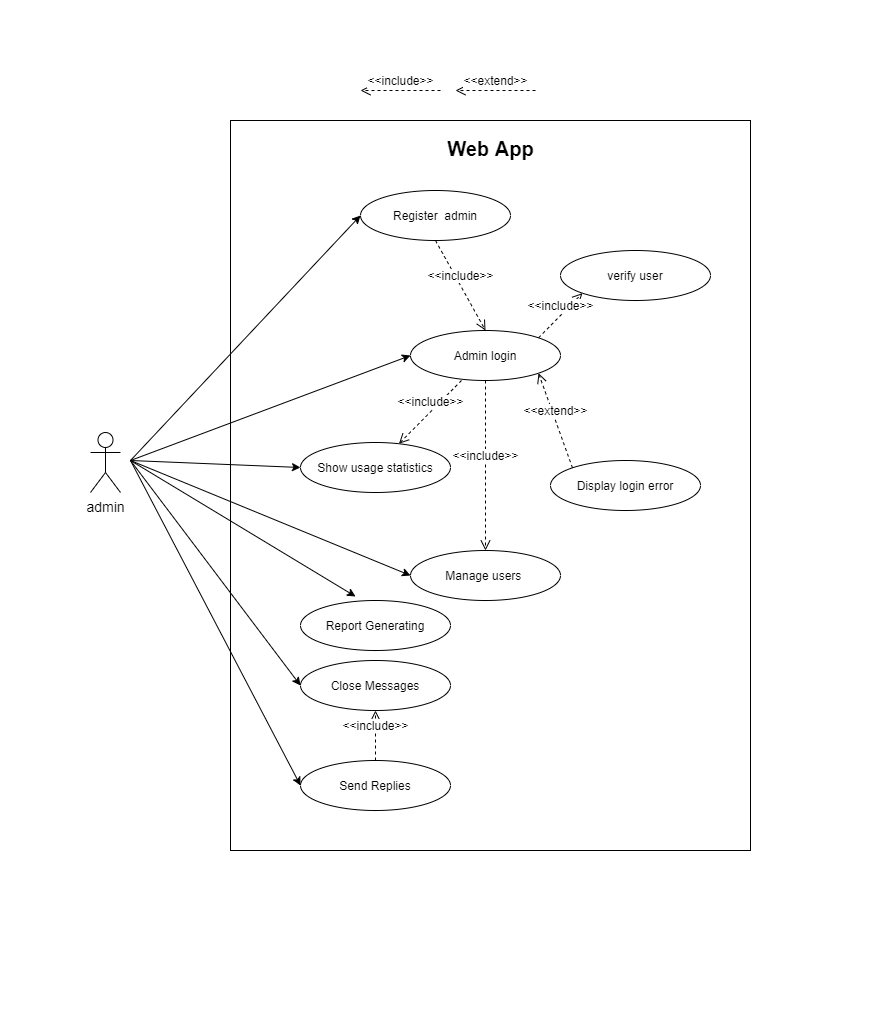 <<include>>
<<extend>>
Web App
Register  admin
<<include>>
verify user
<<include>>
Admin login
<<include>>
<<extend>>
<<include>>
Show usage statistics
Display login error
admin
Manage users
Report Generating
Close Messages
<<include>>
Send Replies